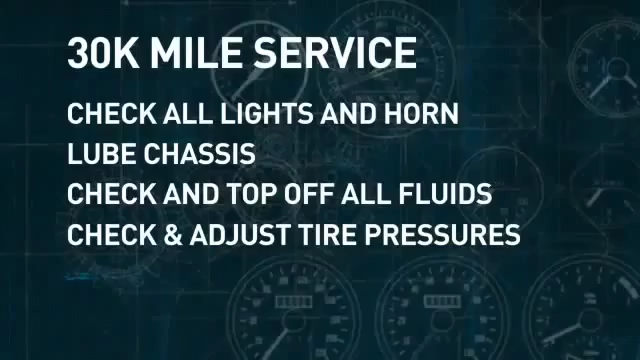 30K MILE SERVICE
CHECK ALL LIGHTS AND HORN
LUBE CHASSIS
CHECK AND TOP OFF ALL FLUIDS
CHECK & ADJUST TIRE PRESSURES